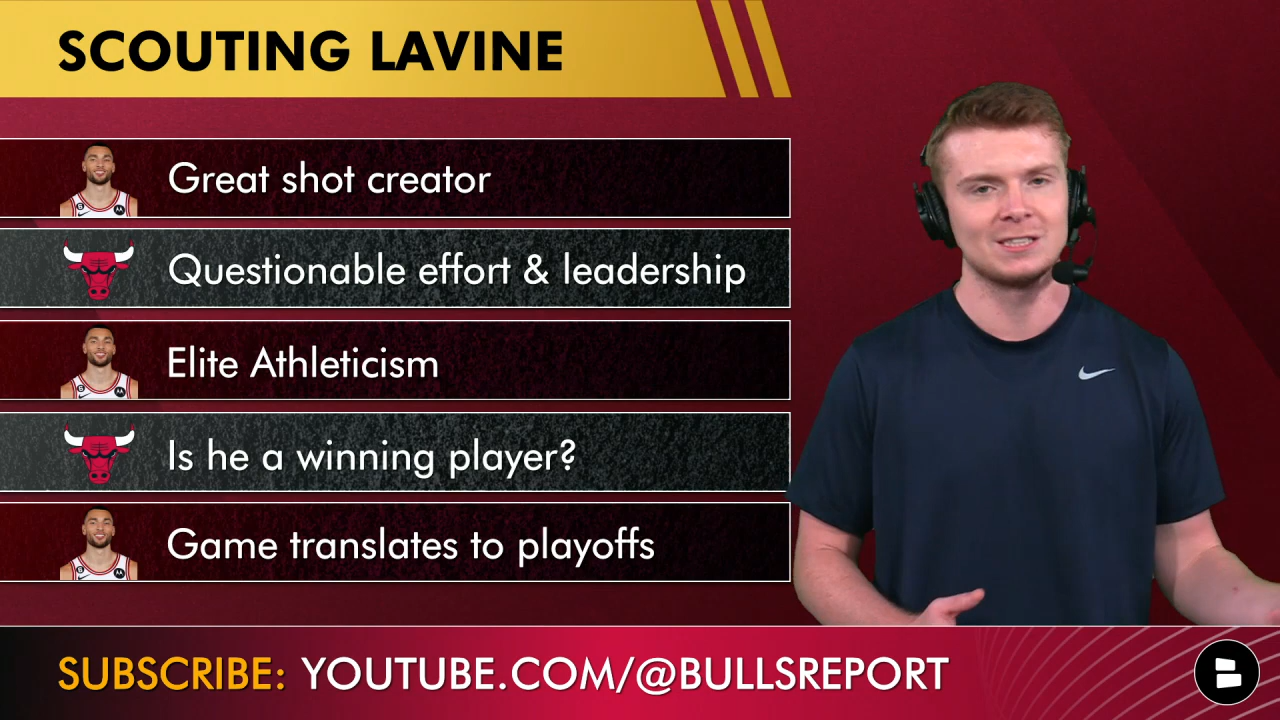 SCOUTING LAVINE
Great shot creator
Questionable effort & leadership
Elite Athleticism
Is he a winning player?
Game translates to playoffs
SUBSCRIBE: YOUTUBE.COM/@BULLSREPORT